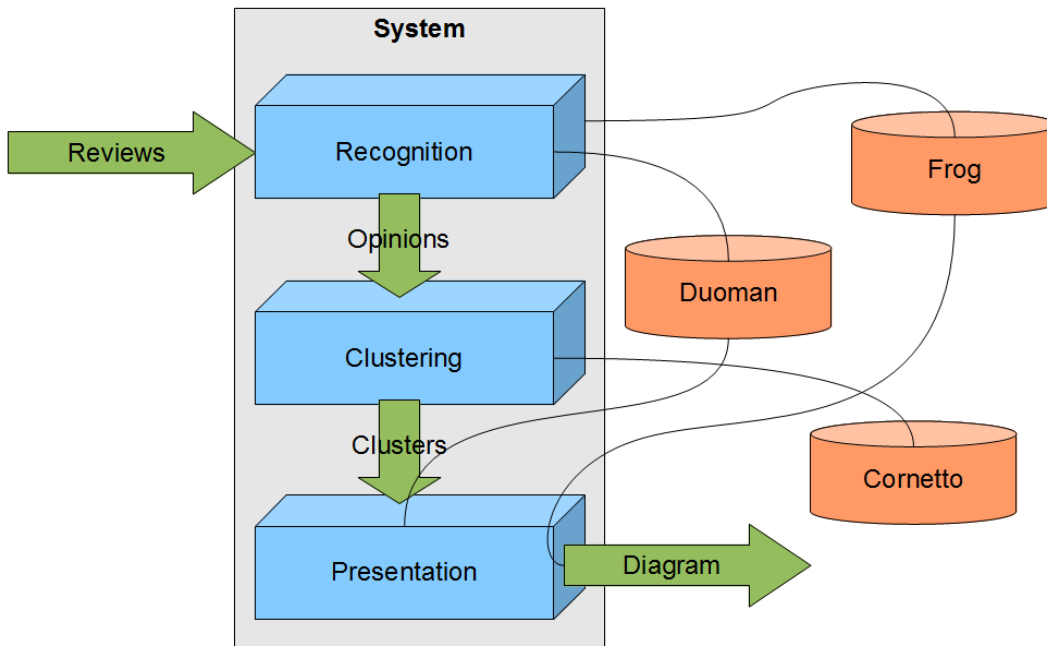 System
Reviews
Recognition
Frog
Opinions
Duoman
Clustering
Clusters
Cornetto
Presentation
Diagram